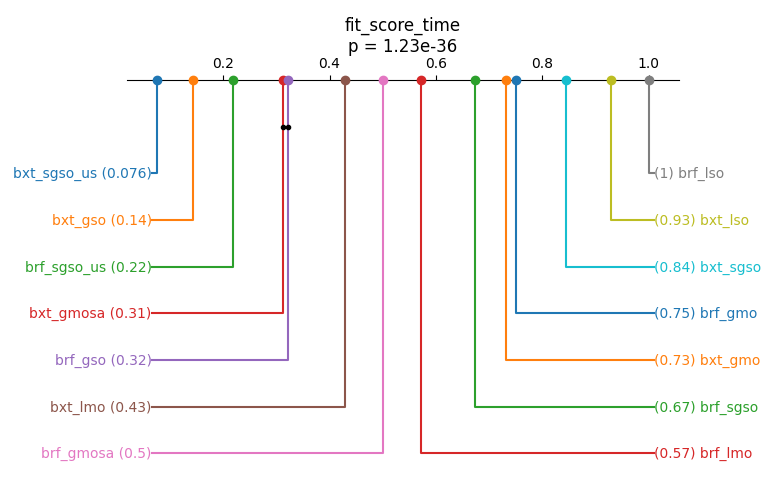 fit_score_time
p = 1.23e-36
0.2 0.4 0.6 0.8 1.0
bxt_sgso_us (0.076) (1) brf_lso
bxt_gso (0.14) (0.93) bxt_lso
brf_sgso_us (0.22) (0.84) bxt_sgso
bxt_gmosa (0.31) (0.75) brf_gmo
brf_gso (0.32) (0.73) bxt_gmo
bxt_lmo (0.43) (0.67) brf_sgso
brf_gmosa (0.5) (0.57) brf_lmo